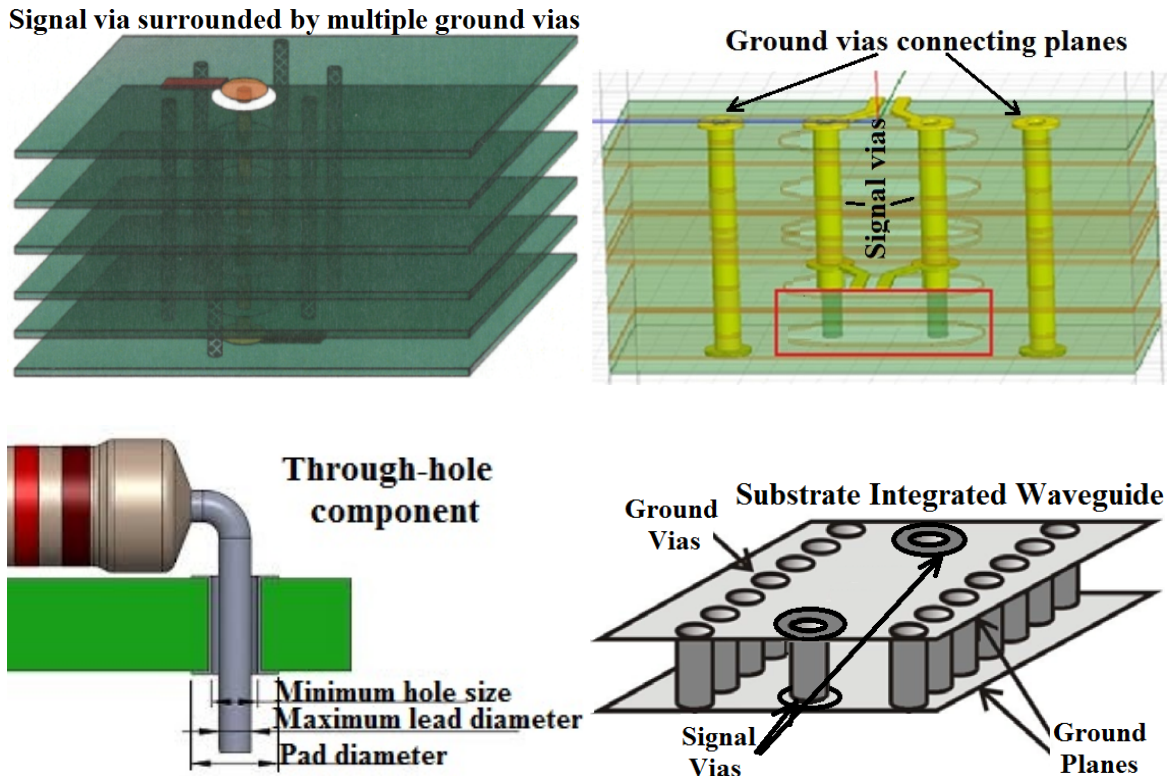 Signal via surrounded by multiple ground vias
Ground vias connecting planes
Signal vias
Through-hole
component
Minimum hole size
Maximum lead diameter
Pad diameter
Substrate Integrated Waveguide
Ground
Vias
Signal
Vias
Ground
Planes